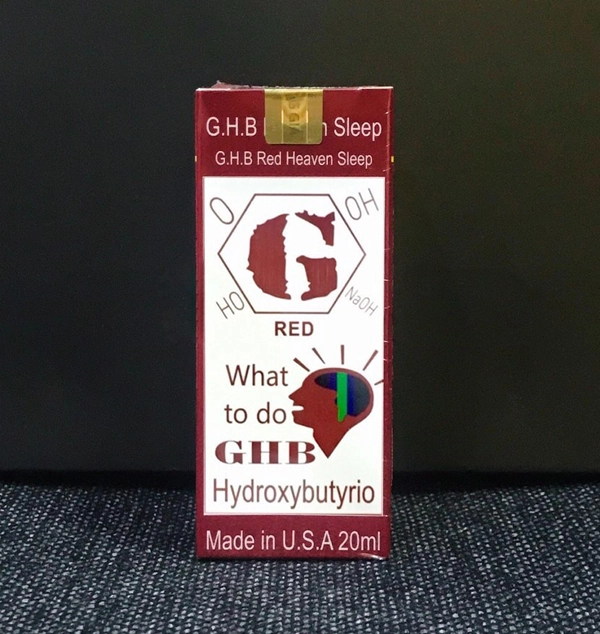 G.H.B n Sleep
G.H.B Red Heaven Sleep
O
OH
G
HO
NaOH
RED
What
to do
GHB
Hydroxybutyrio
Made in U.S.A 20ml